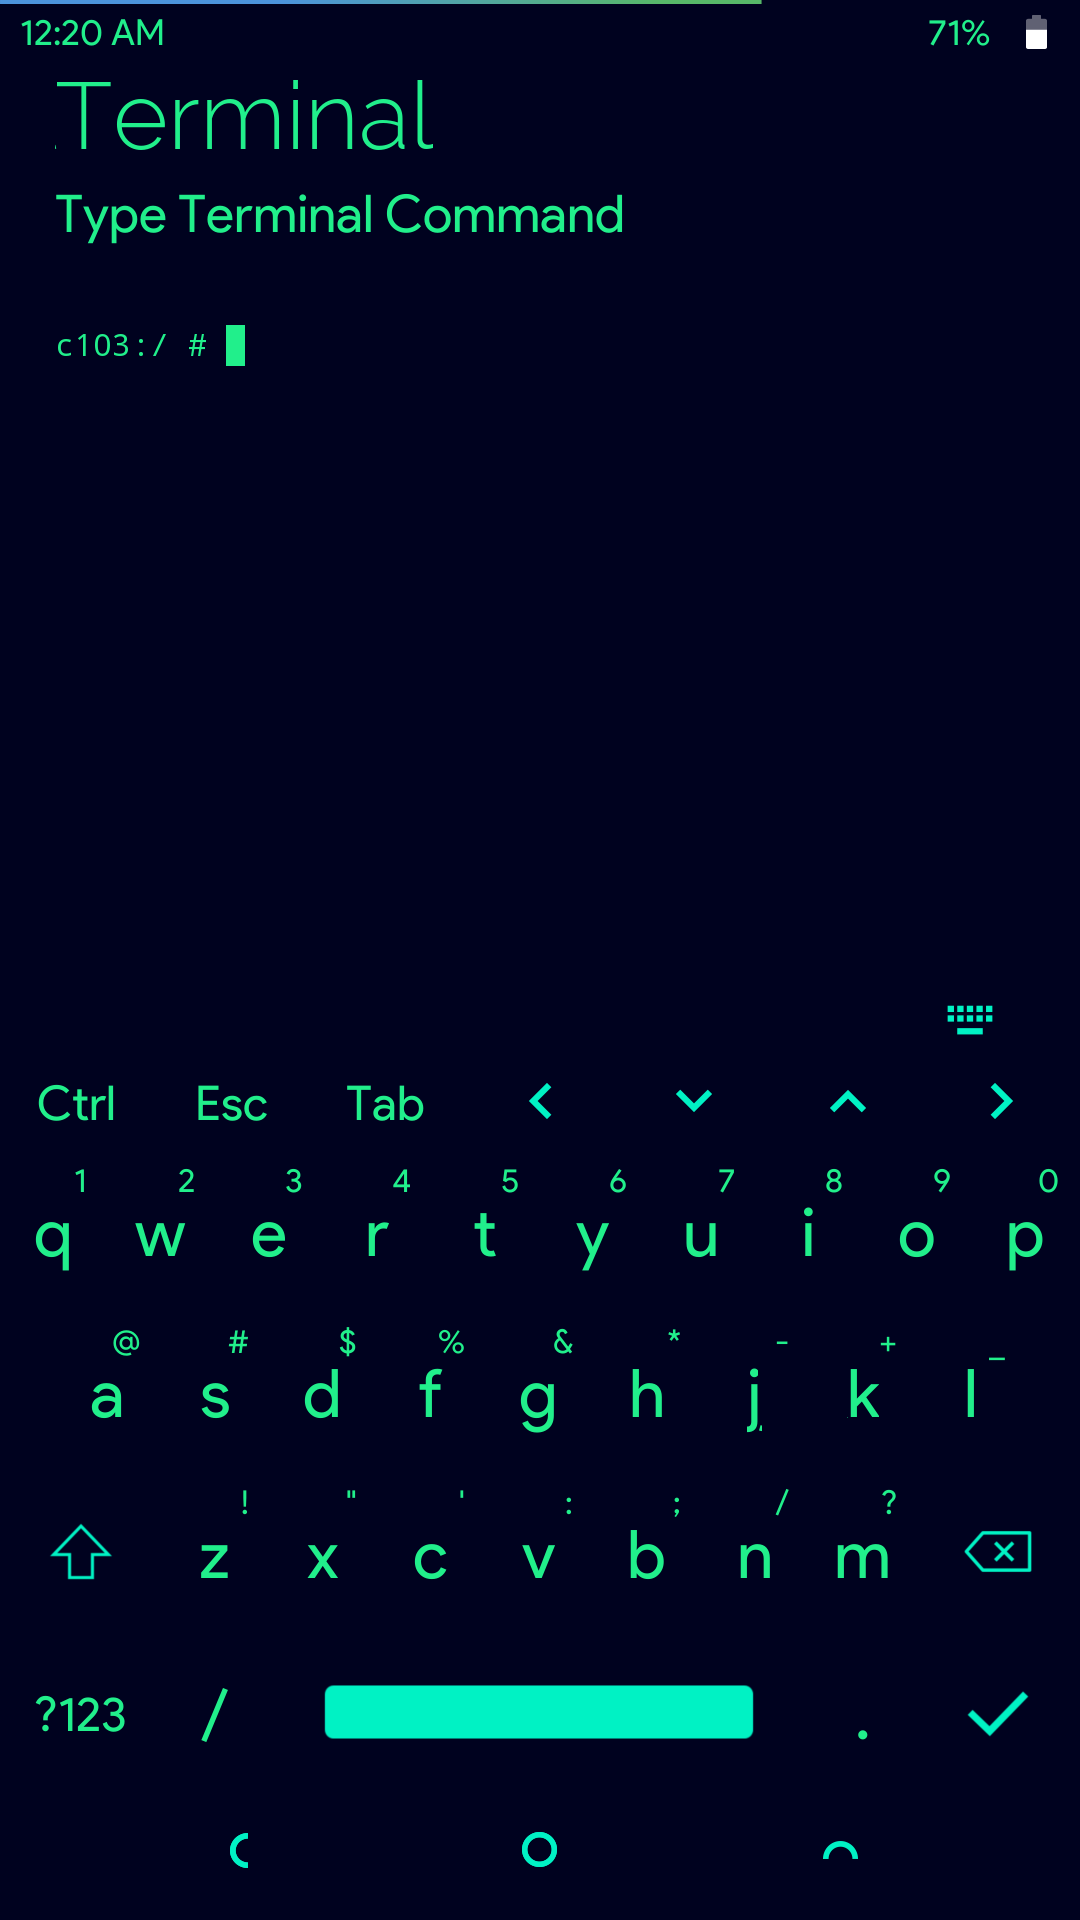 12:20 AM 71%
Terminal
Type Terminal Command
c103:/ #
Ctrl Esc Tab
1 2 3 4 5 6 7 8 9 0
q w e r t y u i o p
@ # $ % & * - + _
a s d f g h j k l
! " ' : ; / ?
z x c v b n m
?123 / .